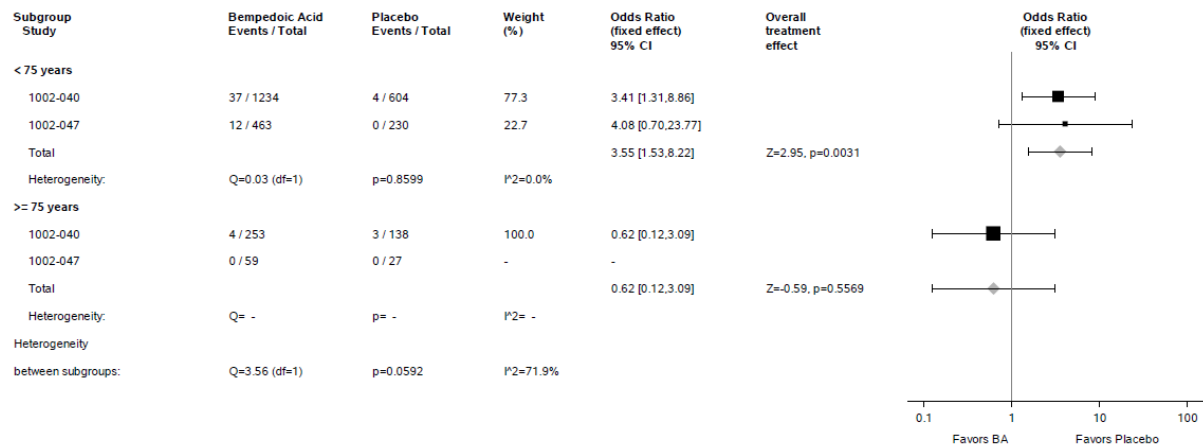 Subgroup Bempedoic Acid Placebo Weight Odds Ratio Overall Odds Ratio
Study Events / Total Events / Total (%) (fixed effect) treatment (fixed effect)
95% CI effect 95% CI
< 75 years
1002-040 37 / 1234 4 / 604 77.3 3.41 [1.31,8.86]
1002-047 12 / 463 0 / 230 22.7 4.08 [0.70,23.77]
Total 3.55 [1.53,8.22] Z=2.95, p=0.0031
Heterogeneity: Q=0.03 (df=1) p=0.8599 I^2=0.0%
>= 75 years
1002-040 4 / 253 3 / 138 100.0 0.62 [0.12,3.09]
1002-047 0 / 59 0 / 27 - -
Total 0.62 [0.12,3.09] Z=-0.59, p=0.5569
Heterogeneity: Q= - p= - I^2= -
Heterogeneity
between subgroups: Q=3.56 (df=1) p=0.0592 I^2=71.9%
0.1 1 10 100
Favors BA Favors Placebo